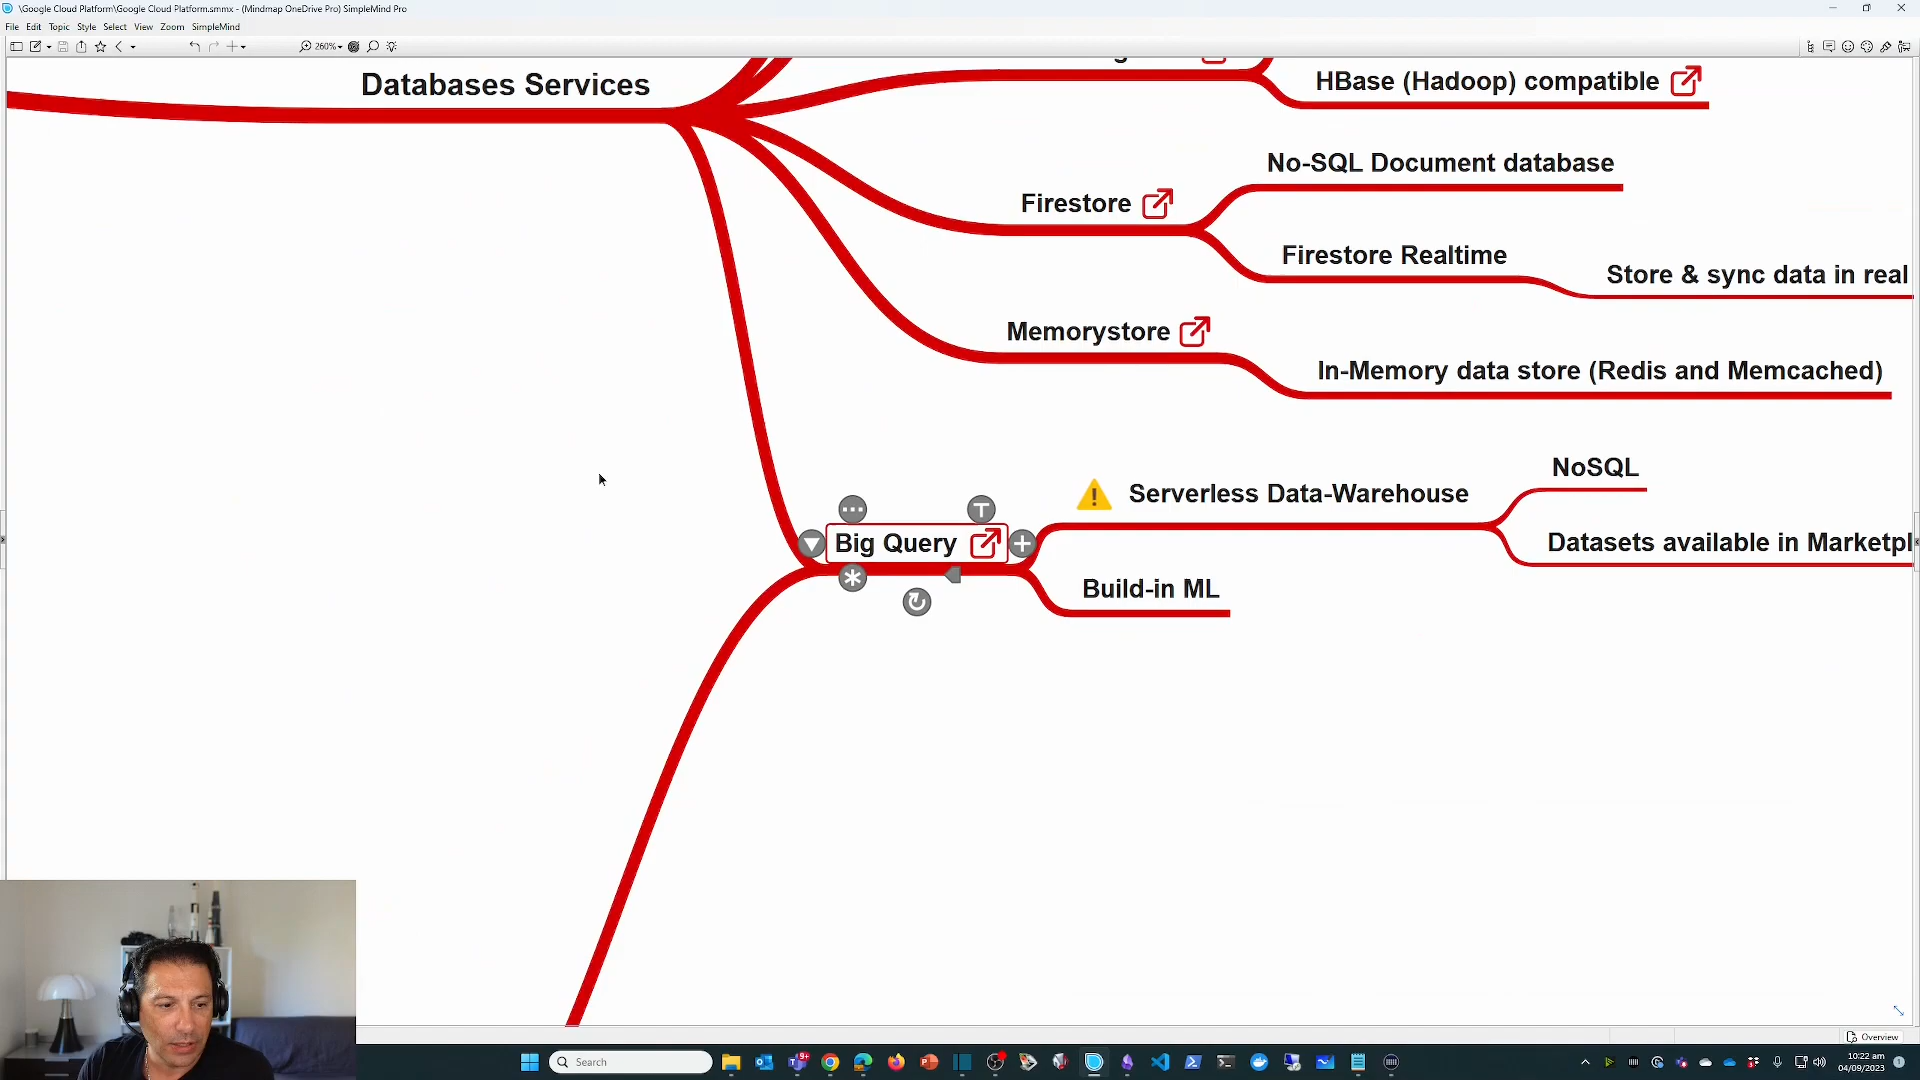 \Google Cloud Platform\Google Cloud Platform.smmx - (Mindmap OneDrive Pro) SimpleMind Pro
File Edit Topic Style Select View Zoom SimpleMind
260%
Databases Services
HBase (Hadoop) compatible
No-SQL Document database
Firestore
Firestore Realtime
Store & sync data in real
Memorystore
In-Memory data store (Redis and Memcached)
NoSQL
Serverless Data-Warehouse
Big Query
Datasets available in Marketpl
Build-in ML
Overview
Search
9+
10:22 am
04/09/2023